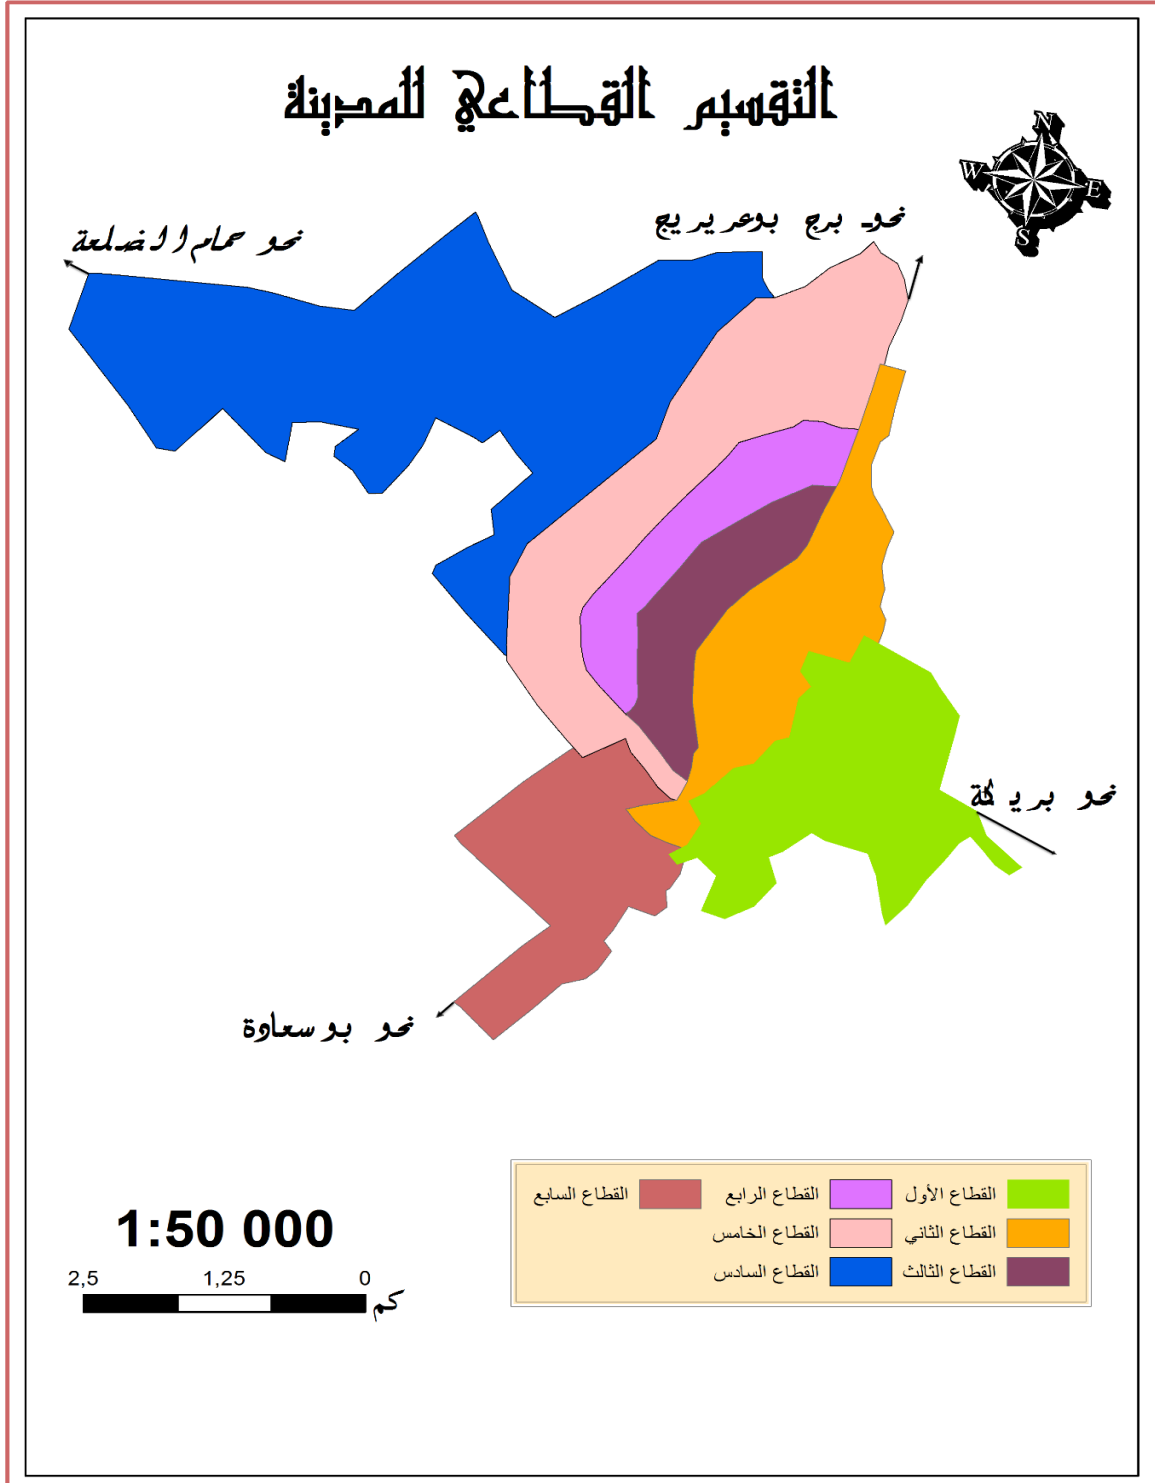 التقسيم القطاعي للمدينة
N
W
E
S
نحو برج بوعريريج
نحو حمام الضلعة
نحو بريكة
نحو بوسعادة
القطاع الأول
القطاع الرابع
القطاع السابع
القطاع الثاني
القطاع الخامس
القطاع الثالث
القطاع السادس
1:50 000
2,5 1,25 0
كم